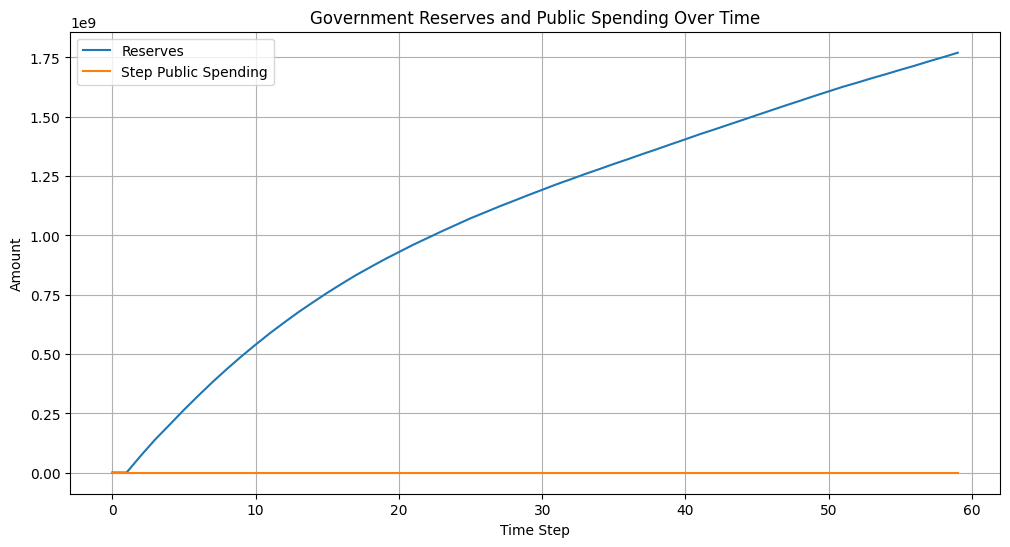 Government Reserves and Public Spending Over Time
1e9
Reserves
Step Public Spending
1.75
1.50
1.25
1.00
0.75
0.50
0.25
0.00
Amount
0 10 20 30 40 50 60
Time Step